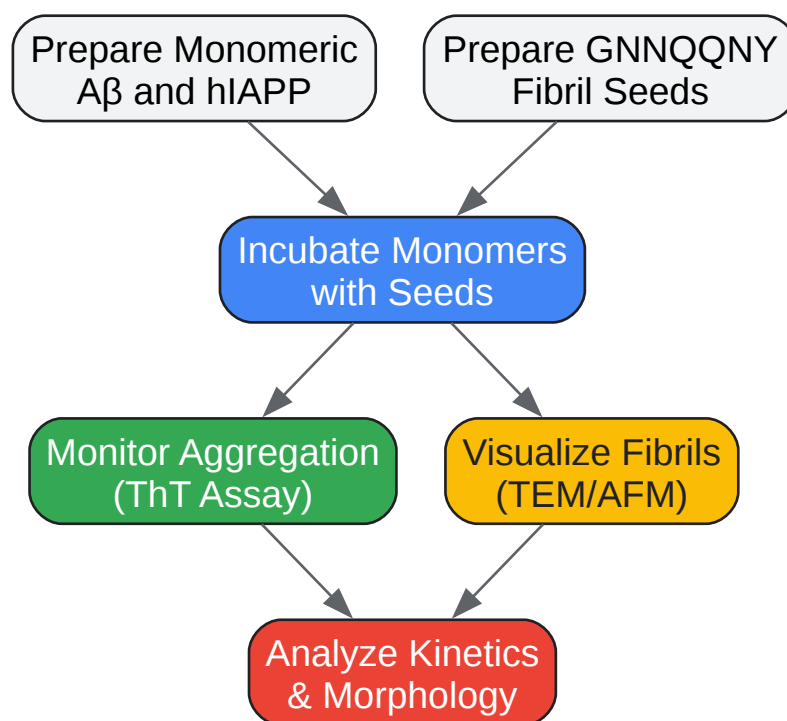 Prepare Monomeric
Aβ and hIAPP
Prepare GNNQQNY
Fibril Seeds
Incubate Monomers
with Seeds
Monitor Aggregation
(ThT Assay)
Visualize Fibrils
(TEM/AFM)
Analyze Kinetics
& Morphology